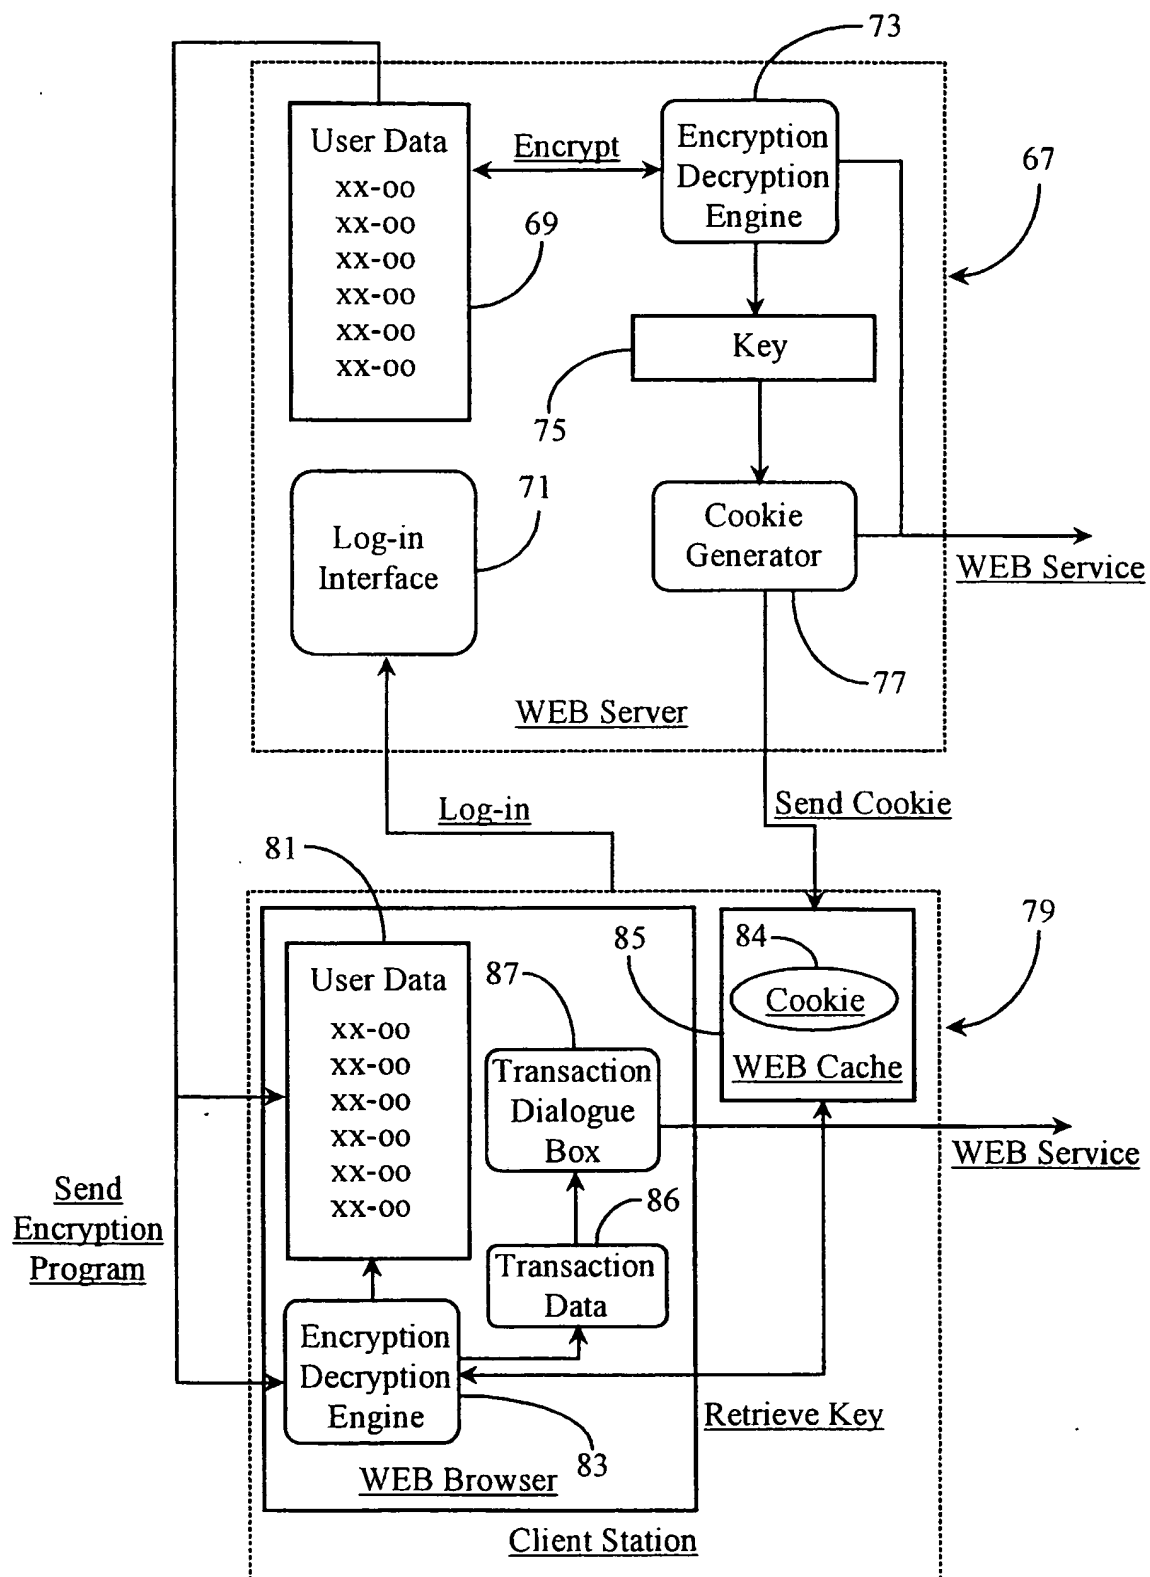 73
User Data
xx-oo
xx-oo
xx-oo
xx-oo
xx-oo
xx-oo
Encrypt
Encryption
Decryption
Engine
67
69
Key
75
71
Log-in
Interface
Cookie
Generator
WEB Service
77
WEB Server
Log-in
Send Cookie
81
79
User Data
xx-oo
xx-oo
xx-oo
xx-oo
xx-oo
xx-oo
87
85
84
Cookie
WEB Cache
Transaction
Dialogue
Box
WEB Service
Send
Encryption
Program
86
Transaction
Data
Encryption
Decryption
Engine
Retrieve Key
83
WEB Browser
Client Station